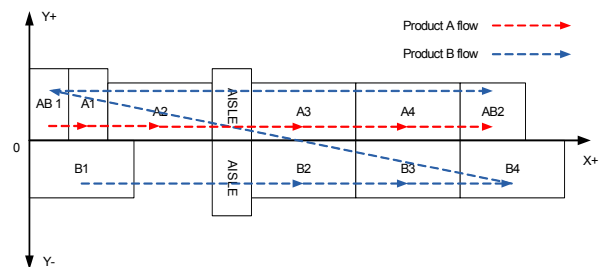 Y+
Product A flow
Product B flow
AB 1
A1
A2
AISLE
A3
A4
AB2
0
X+
B1
AISLE
B2
B3
B4
Y-